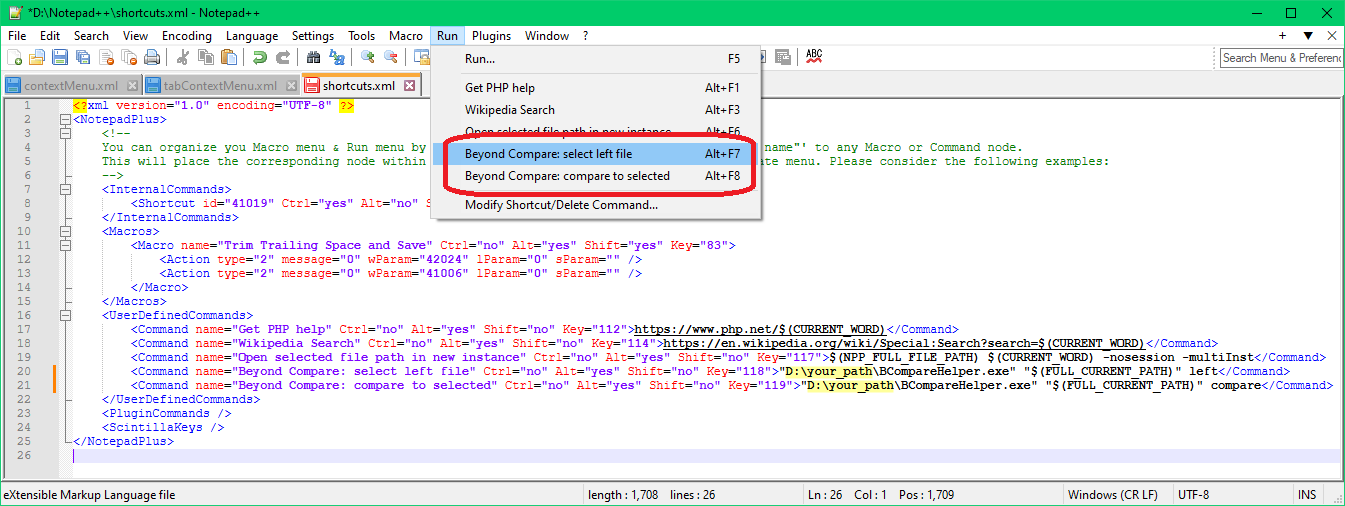 *D:\Notepad++\shortcuts.xml - Notepad++
File Edit Search View Encoding Language Settings Tools Macro Run Plugins Window ?
Search Menu & Preferenc
contextMenu.xml tabContextMenu.xml shortcuts.xml
Run... F5
Get PHP help Alt+F1
Wikipedia Search Alt+F3
Open selected file path in new instance Alt+F6
Beyond Compare: select left file Alt+F7
Beyond Compare: compare to selected Alt+F8
Modify Shortcut/Delete Command...
1 <?xml version="1.0" encoding="UTF-8" ?>
2 <NotepadPlus>
3 <!--
4 You can organize you Macro menu & Run menu by name"' to any Macro or Command node.
5 This will place the corresponding node within ate menu. Please consider the following examples:
6 -->
7 <InternalCommands>
8 <Shortcut id="41019" Ctrl="yes" Alt="no" S
9 </InternalCommands>
10 <Macros>
11 <Macro name="Trim Trailing Space and Save" Ctrl="no" Alt="yes" Shift="yes" Key="83">
12 <Action type="2" message="0" wParam="42024" lParam="0" sParam="" />
13 <Action type="2" message="0" wParam="41006" lParam="0" sParam="" />
14 </Macro>
15 </Macros>
16 <UserDefinedCommands>
17 <Command name="Get PHP help" Ctrl="no" Alt="yes" Shift="no" Key="112">https://www.php.net/$(CURRENT_WORD)</Command>
18 <Command name="Wikipedia Search" Ctrl="no" Alt="yes" Shift="no" Key="114">https://en.wikipedia.org/wiki/Special:Search?search=$(CURRENT_WORD)</Command>
19 <Command name="Open selected file path in new instance" Ctrl="no" Alt="yes" Shift="no" Key="117">$(NPP_FULL_FILE_PATH) $(CURRENT_WORD) -nosession -multiInst</Command>
20 <Command name="Beyond Compare: select left file" Ctrl="no" Alt="yes" Shift="no" Key="118">"D:\your_path\BCompareHelper.exe" "$(FULL_CURRENT_PATH)" left</Command>
21 <Command name="Beyond Compare: compare to selected" Ctrl="no" Alt="yes" Shift="no" Key="119">"D:\your_path\BCompareHelper.exe" "$(FULL_CURRENT_PATH)" compare</Command>
22 </UserDefinedCommands>
23 <PluginCommands />
24 <ScintillaKeys />
25 </NotepadPlus>
26
eXtensible Markup Language file length : 1,708 lines : 26 Ln : 26 Col : 1 Pos : 1,709 Windows (CR LF) UTF-8 INS